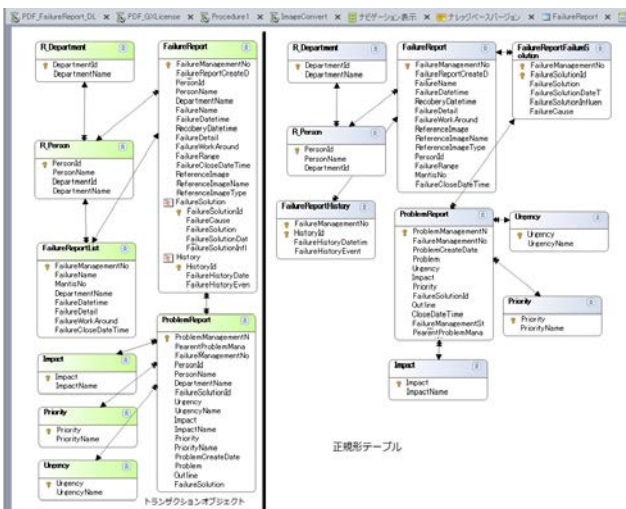 PDF_FailureReport_DL × PDF_GXLicense × Procedure1 × ImageConvert × ナビゲーション表示 × ナレッジベースバージョン × FailureReport ×
R_Department
DepartmentId
DepartmentName
R_Person
PersonId
PersonName
DepartmentId
DepartmentName
FailureReportList
FailureManagementNo
FailureName
MantisNo
DepartmentName
FailureDatetime
FailureDetail
FailureWorkAround
FailureCloseDateTime
Impact
Impact
ImpactName
Priority
Priority
PriorityName
Urgency
Urgency
UrgencyName
FailureReport
FailureManagementNo
FailureReportCreateD
PersonId
PersonName
DepartmentName
FailureName
FailureDatetime
RecoberyDatetime
FailureDetail
FailureWorkAround
FailureRange
FailureCloseDateTime
ReferenceImage
ReferenceImageName
ReferenceImageType
FailureSolution
FailureSolutionId
FailureCause
FailureSolution
FailureSolutionDat
FailureSolutionInfl
History
HistoryId
FailureHistoryDate
FailureHistoryEven
ProblemReport
ProblemManagementN
PearentProblemMana
FailureManagementNo
PersonId
PersonName
DepartmentName
FailureSolutionId
Urgency
UrgencyName
Impact
ImpactName
Priority
PriorityName
ProblemCreateDate
Problem
Outline
FailureSolution
トランザクションオブジェクト
R_Department
DepartmentId
DepartmentName
R_Person
PersonId
PersonName
DepartmentId
FailureReportHistory
FailureManagementNo
HistoryId
FailureHistoryDatetim
FailureHistoryEvent
FailureReport
FailureManagementNo
FailureReportCreateD
FailureName
FailureDatetime
RecoberyDatetime
FailureDetail
FailureWorkAround
ReferenceImage
ReferenceImageName
ReferenceImageType
PersonId
FailureRange
MantisNo
FailureCloseDateTime
FailureReportFailureS
olution
FailureManagementNo
FailureSolutionId
FailureSolution
FailureSolutionDateT
FailureSolutionInfluen
FailureCause
ProblemReport
ProblemManagementN
FailureManagementNo
ProblemCreateDate
Problem
Urgency
Impact
Priority
FailureSolutionId
Outline
CloseDateTime
FailureManagementSt
PearentProblemMana
Urgency
Urgency
UrgencyName
Priority
Priority
PriorityName
Impact
Impact
ImpactName
正規形テーブル